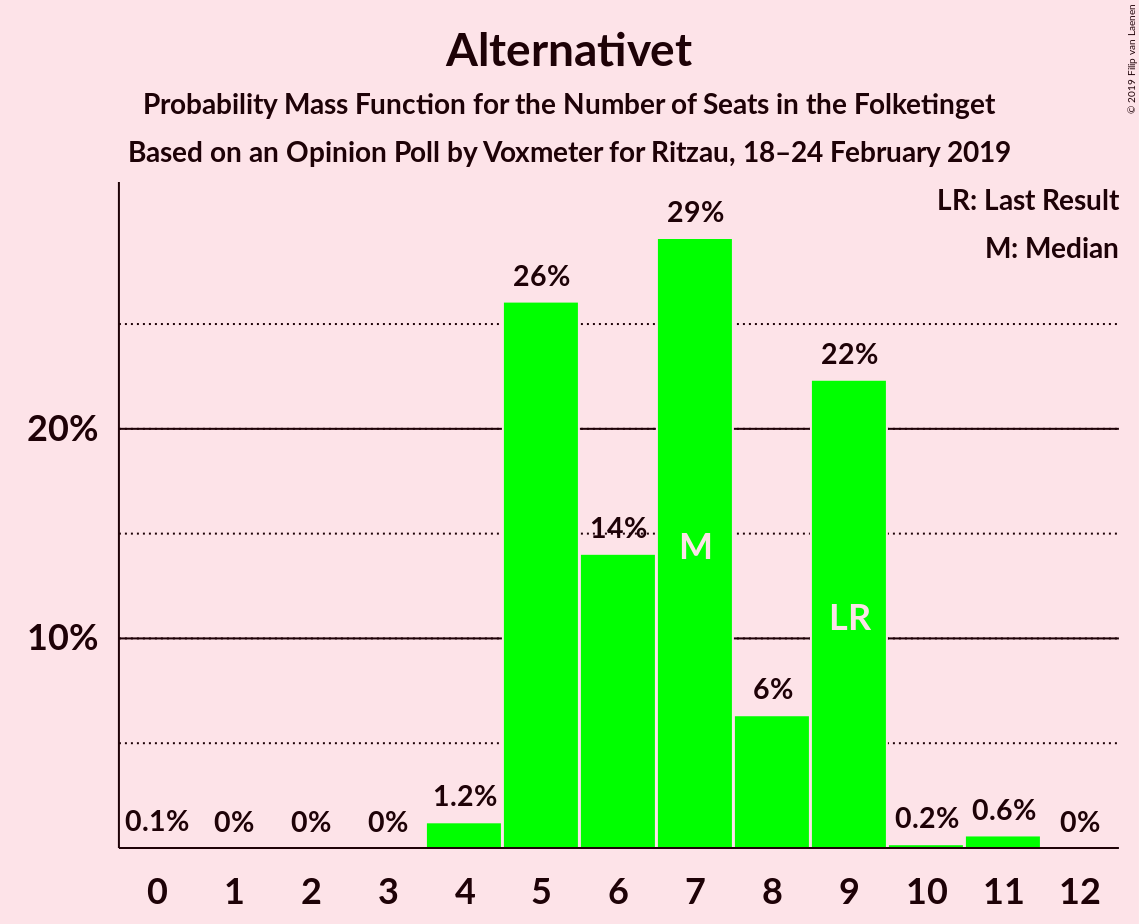 Alternativet
Probability Mass Function for the Number of Seats in the Folketinget
Based on an Opinion Poll by Voxmeter for Ritzau, 18–24 February 2019
© 2019 Filip van Laenen
LR: Last Result
M: Median
29%
26%
22%
20%
14%
M
LR
10%
6%
0.1% 0% 0% 0% 1.2% 0.2% 0.6% 0%
0 1 2 3 4 5 6 7 8 9 10 11 12